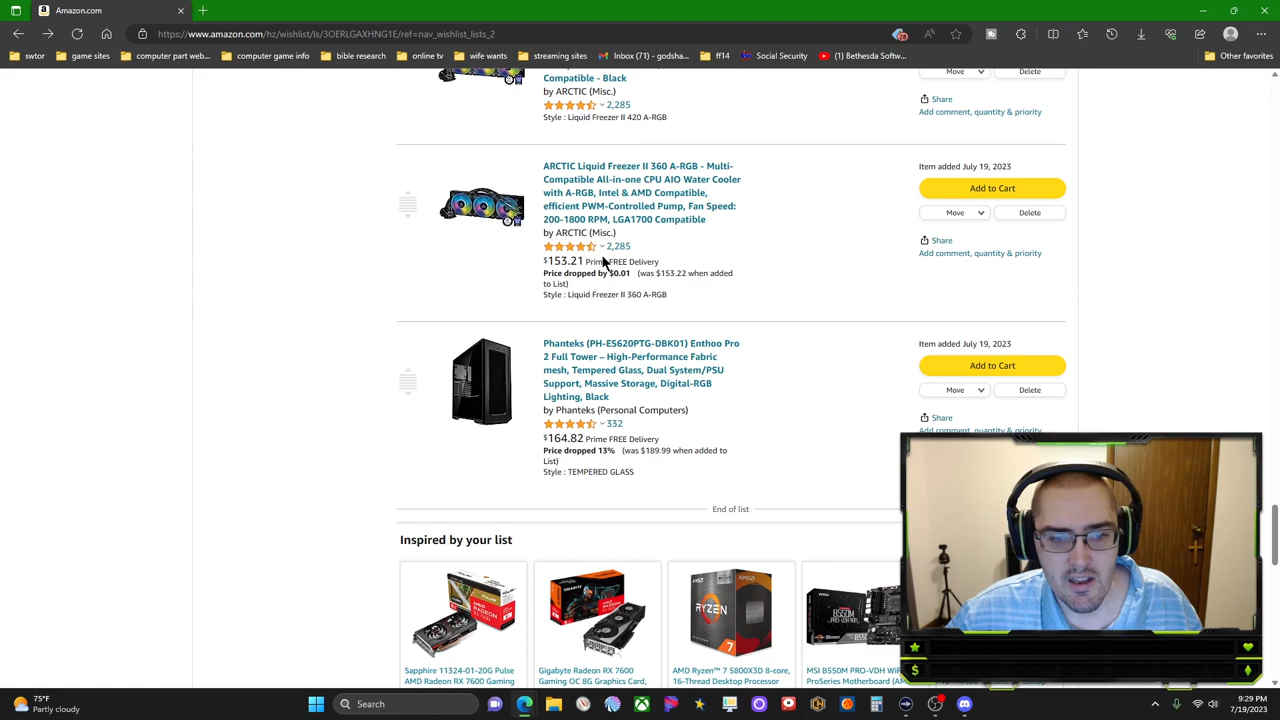 Amazon.com
https://www.amazon.com/hz/wishlist/ls/3OERLGAXHNG1E/ref=nav_wishlist_lists_2
swtor
game sites
computer part web...
computer game info
bible research
online tv
wife wants
streaming sites
Inbox (71) - godsha...
ff14
Social Security
(1) Bethesda Softw...
Other favorites
Compatible - Black
by ARCTIC (Misc.)
2,285
Style : Liquid Freezer II 420 A-RGB
Move
Delete
Share
Add comment, quantity & priority
ARCTIC Liquid Freezer II 360 A-RGB - Multi-
Compatible All-in-one CPU AIO Water Cooler
with A-RGB, Intel & AMD Compatible,
efficient PWM-Controlled Pump, Fan Speed:
200-1800 RPM, LGA1700 Compatible
by ARCTIC (Misc.)
2,285
$153.21 Prime FREE Delivery
Price dropped by $0.01 (was $153.22 when added
to List)
Style : Liquid Freezer II 360 A-RGB
Item added July 19, 2023
Add to Cart
Move
Delete
Share
Add comment, quantity & priority
Phanteks (PH-ES620PTG-DBK01) Enthoo Pro
2 Full Tower – High-Performance Fabric
mesh, Tempered Glass, Dual System/PSU
Support, Massive Storage, Digital-RGB
Lighting, Black
by Phanteks (Personal Computers)
332
$164.82 Prime FREE Delivery
Price dropped 13% (was $189.99 when added to
List)
Style : TEMPERED GLASS
Item added July 19, 2023
Add to Cart
Move
Delete
Share
Add comment, quantity & priority
End of list
Inspired by your list
AMD
RYZEN
7
Sapphire 11324-01-20G Pulse
AMD Radeon RX 7600 Gaming
Gigabyte Radeon RX 7600
Gaming OC 8G Graphics Card,
AMD Ryzen™ 7 5800X3D 8-core,
16-Thread Desktop Processor
MSI B550M PRO-VDH WiFi
ProSeries Motherboard
75°F
Partly cloudy
Search
9:29 PM
7/19/2023